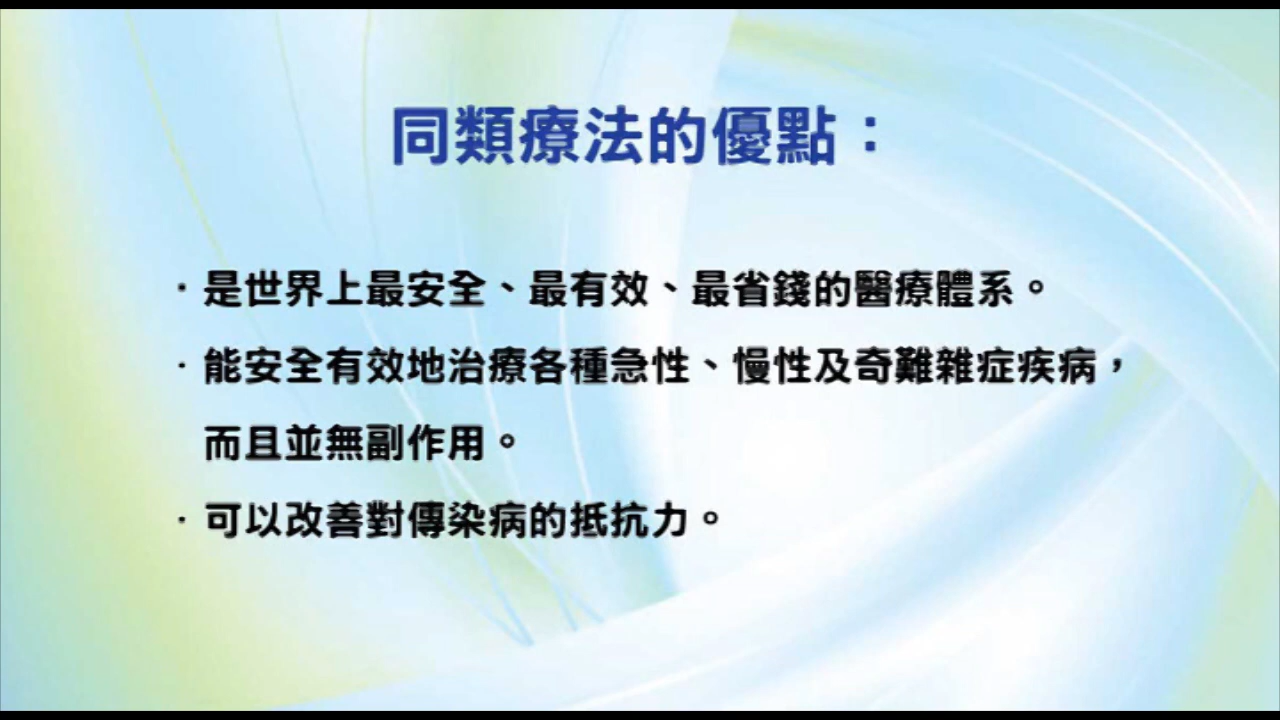 同類療法的優點：
·是世界上最安全、最有效、最省錢的醫療體系。
·能安全有效地治療各種急性、慢性及奇難雜症疾病，
而且並無副作用。
·可以改善對傳染病的抵抗力。